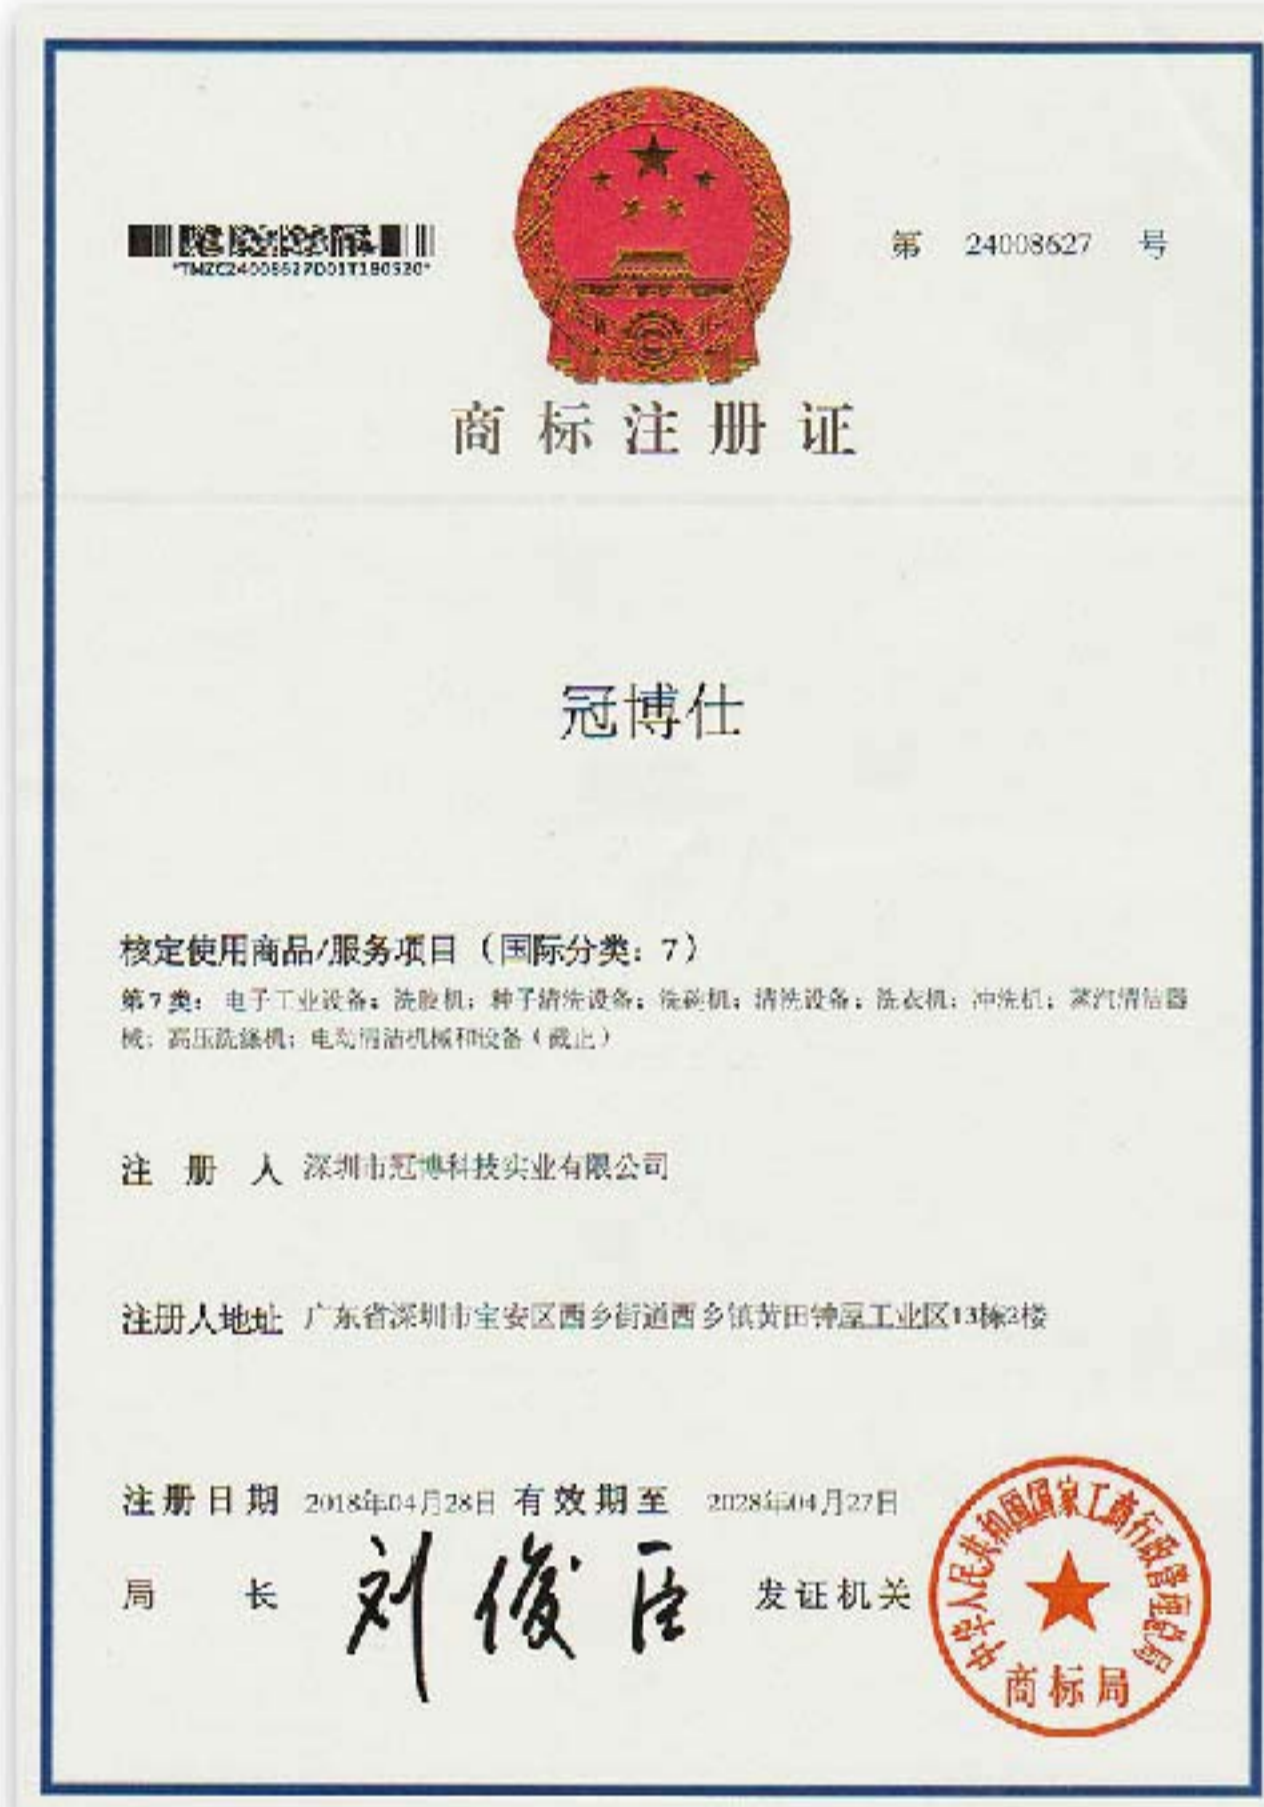 *TMZC24008627D01T180520*
第 24008627 号
商标注册证
冠博仕
核定使用商品/服务项目（国际分类：7）
第7类：电子工业设备；洗脸机；种子清洗设备；洗碗机；清洗设备；洗衣机；冲洗机；蒸汽清洁器
械；高压洗涤机；电动清洁机械和设备（截止）
注册人 深圳市冠博科技实业有限公司
注册人地址 广东省深圳市宝安区西乡街道西乡镇黄田钟屋工业区13栋2楼
注册日期 2018年04月28日 有效期至 2028年04月27日
局长 刘俊臣 发证机关
中华人民共和国国家工商行政管理总局
商标局